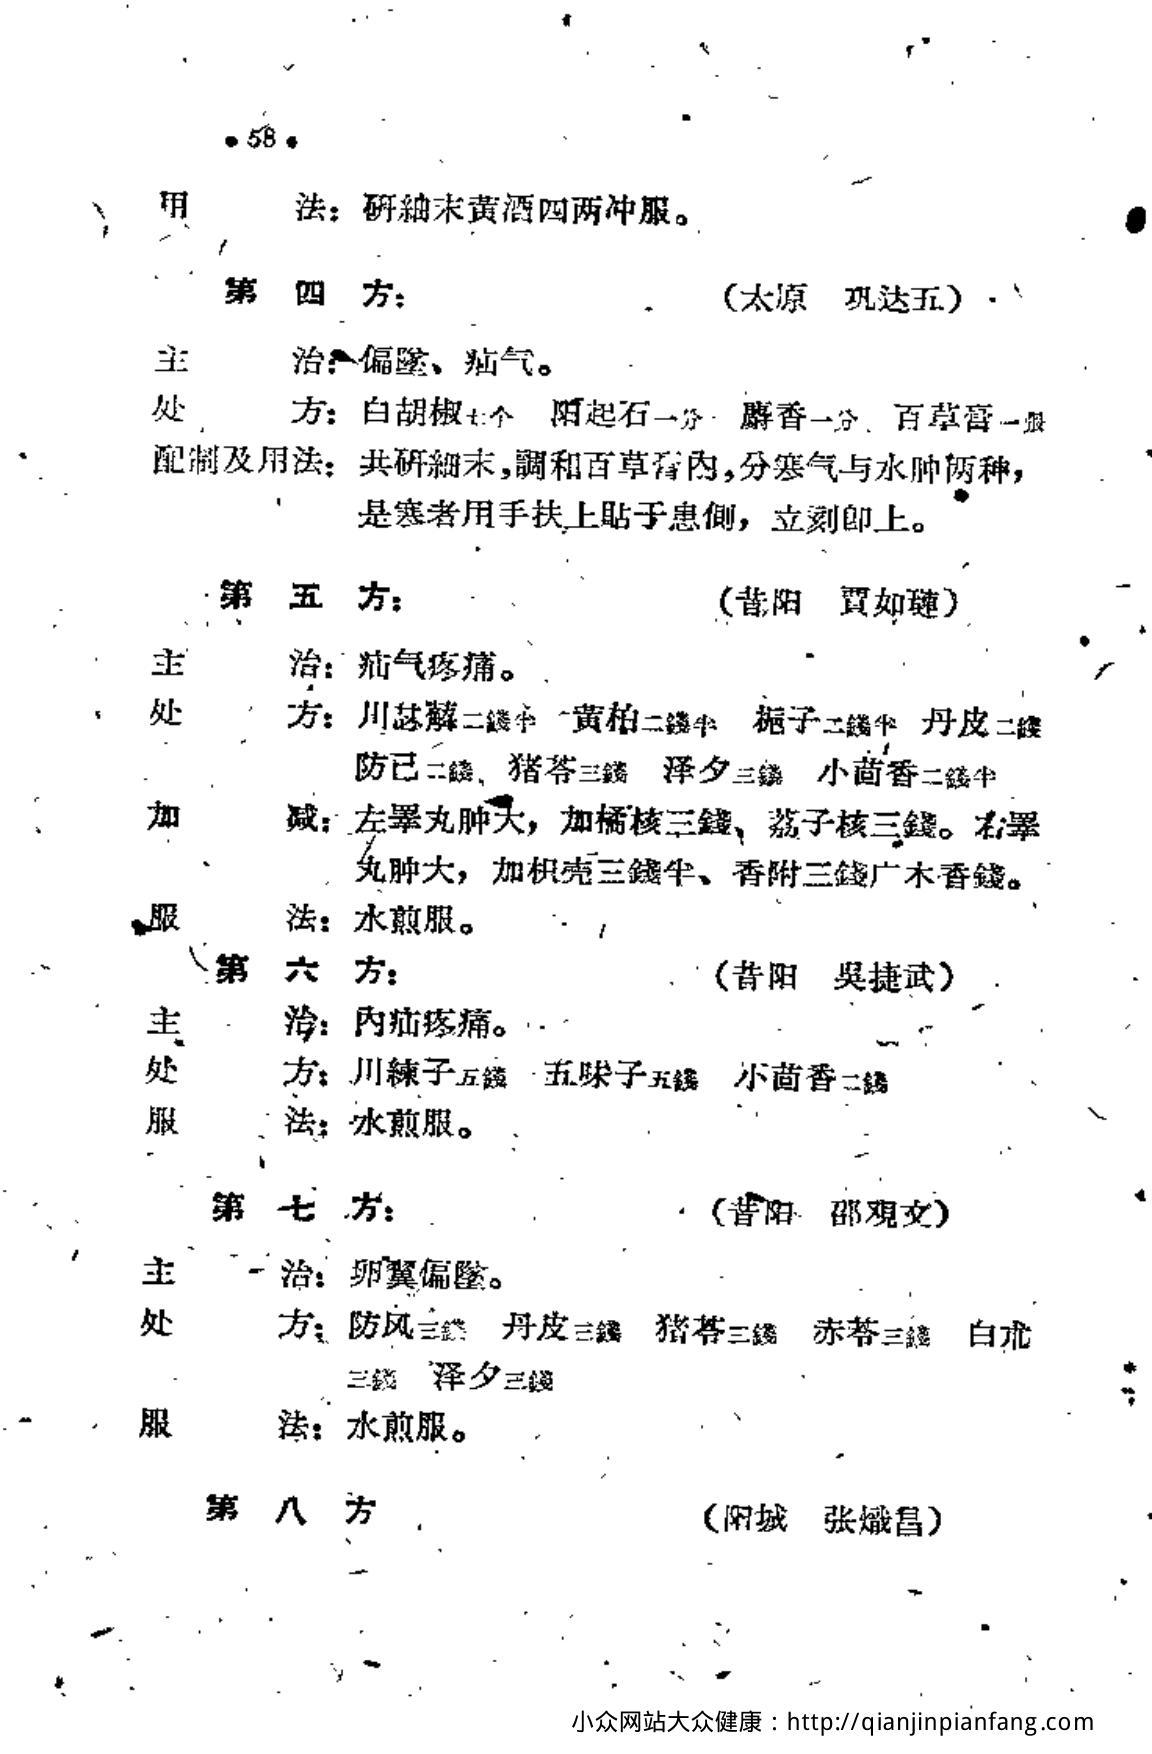 • 58 •
用　　　法：研紬末黄酒四两冲服。
第　四　方：　　　（太原　巩达五）
主　　　治：偏墜、疝气。
处　　　方：白胡椒七个　阳起石一分　麝香一分　百草膏一張
配制及用法：共研細末，調和百草膏內，分寒气与水肿两种，
是寒者用手扶上貼于患側，立刻即上。
第　五　方：　　　（昔阳　賈如璉）
主　　　治：疝气疼痛。
处　　　方：川萆薢二錢半　黄柏二錢半　梔子二錢半　丹皮二錢
防己二錢、猪苓三錢　泽夕三錢　小茴香二錢半
加　　　减：左睪丸肿大，加橘核三錢、荔子核三錢。右睪
丸肿大，加枳壳三錢半、香附三錢广木香錢。
服　　　法：水煎服。
第　六　方：　　　（昔阳　吳捷武）
主　　　治：內疝疼痛。
处　　　方：川練子五錢　五味子五錢　小茴香二錢
服　　　法：水煎服。
第　七　方：　　　（昔阳　邵观文）
主　　　治：卵翼偏墜。
处　　　方：防风三錢　丹皮三錢　猪苓三錢　赤苓三錢　白朮
三錢　泽夕三錢
服　　　法：水煎服。
第　八　方　　　（阳城　张熾昌）
小众网站大众健康：http://qianjinpianfang.com